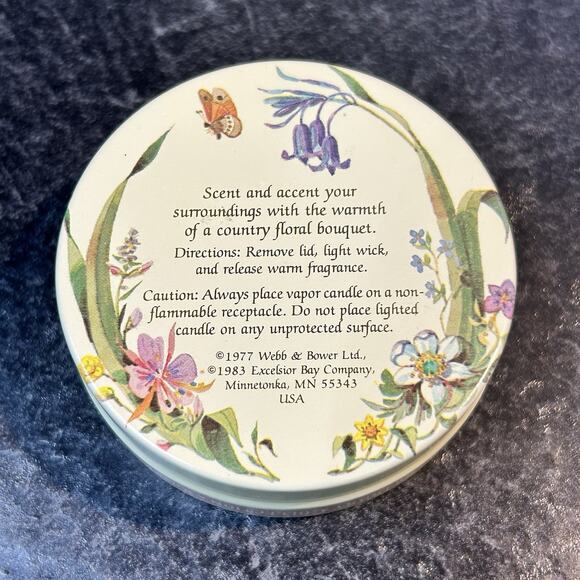 Scent and accent your
surroundings with the warmth
of a country floral bouquet.
Directions: Remove lid, light wick,
and release warm fragrance.
Caution: Always place vapor candle on a non-
flammable receptacle. Do not place lighted
candle on any unprotected surface.
©1977 Webb & Bower Ltd.,
©1983 Excelsior Bay Company,
Minnetonka, MN 55343
USA